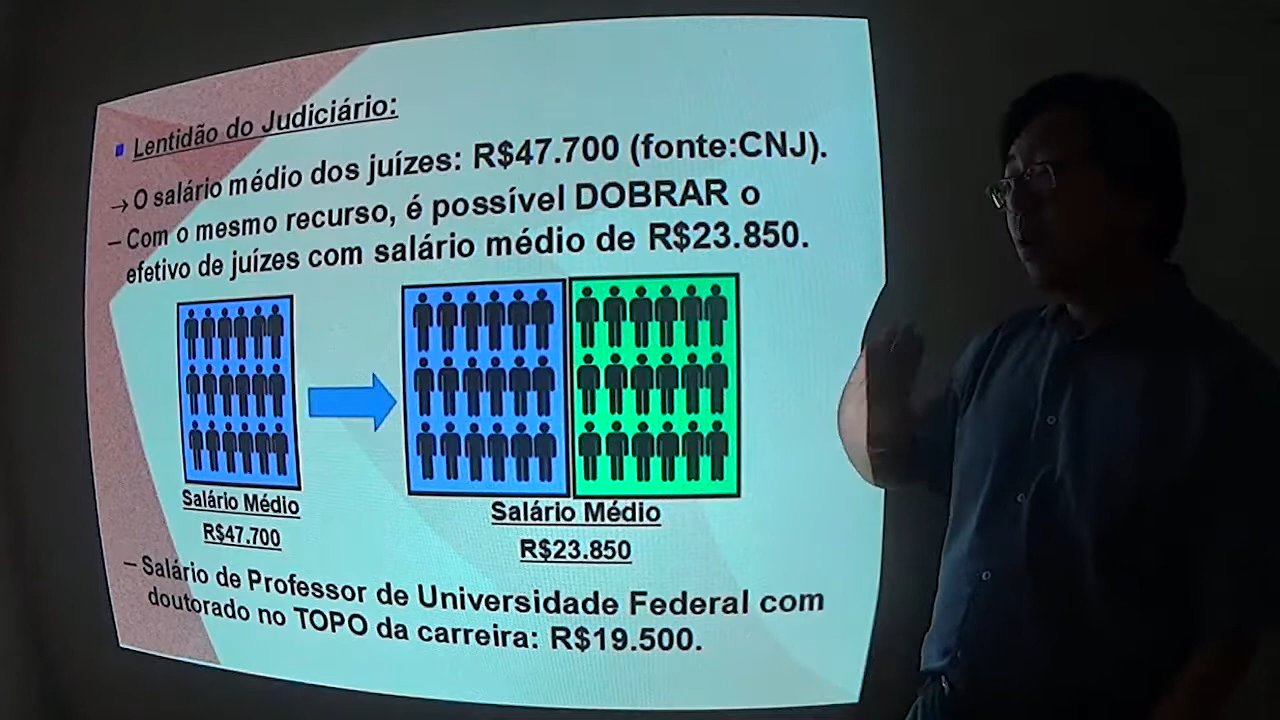 Lentidão do Judiciário:
→ O salário médio dos juízes: R$47.700 (fonte:CNJ).
– Com o mesmo recurso, é possível DOBRAR o
efetivo de juízes com salário médio de R$23.850.
Salário Médio
R$47.700
Salário Médio
R$23.850
– Salário de Professor de Universidade Federal com
doutorado no TOPO da carreira: R$19.500.